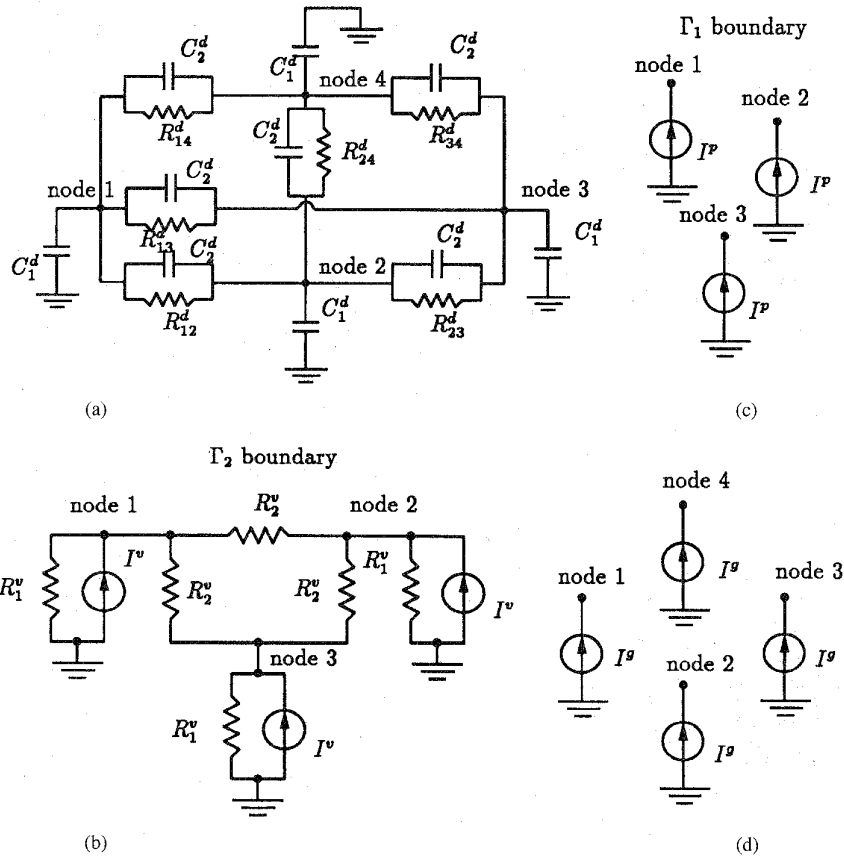 C₂ᵈ
C₁ᵈ
C₂ᵈ
node 4
R₁₄ᵈ
C₂ᵈ
R₂₄ᵈ
R₃₄ᵈ
node 1
C₂ᵈ
node 3
R₁₃ᵈ
C₂ᵈ
C₂ᵈ
C₁ᵈ
C₁ᵈ
node 2
R₁₂ᵈ
C₁ᵈ
R₂₃ᵈ
(a)
Γ₁ boundary
node 1
node 2
Iᵖ
Iᵖ
node 3
Iᵖ
(c)
Γ₂ boundary
node 1
R₂ᵛ
node 2
R₁ᵛ
Iᵛ
R₂ᵛ
R₂ᵛ
R₁ᵛ
Iᵛ
node 3
R₁ᵛ
Iᵛ
(b)
node 4
Iᵍ
node 1
node 3
Iᵍ
Iᵍ
node 2
Iᵍ
(d)